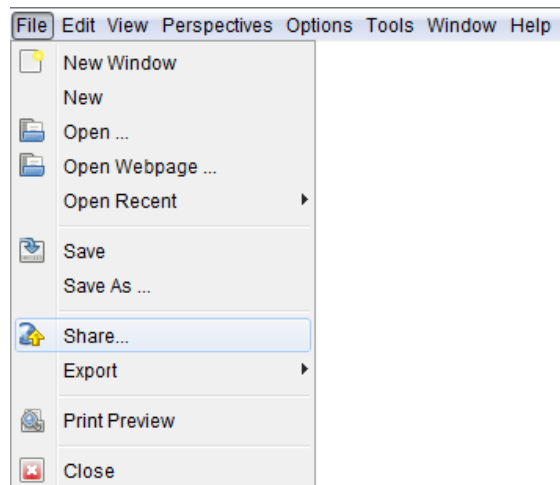 File Edit View Perspectives Options Tools Window Help
New Window
New
Open ...
Open Webpage ...
Open Recent
Save
Save As ...
Share...
Export
Print Preview
Close